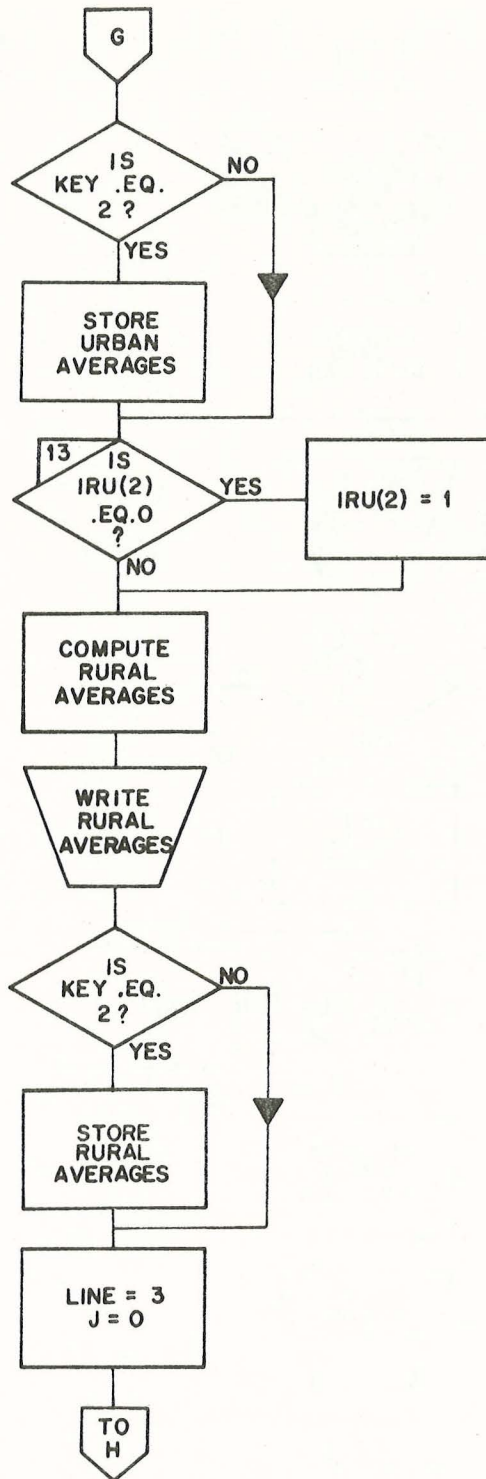 G
IS
KEY .EQ.
2 ?
NO
YES
STORE
URBAN
AVERAGES
13
IS
IRU(2)
.EQ.0
?
YES
IRU(2) = 1
NO
COMPUTE
RURAL
AVERAGES
WRITE
RURAL
AVERAGES
IS
KEY .EQ.
2 ?
NO
YES
STORE
RURAL
AVERAGES
LINE = 3
J = 0
TO
H